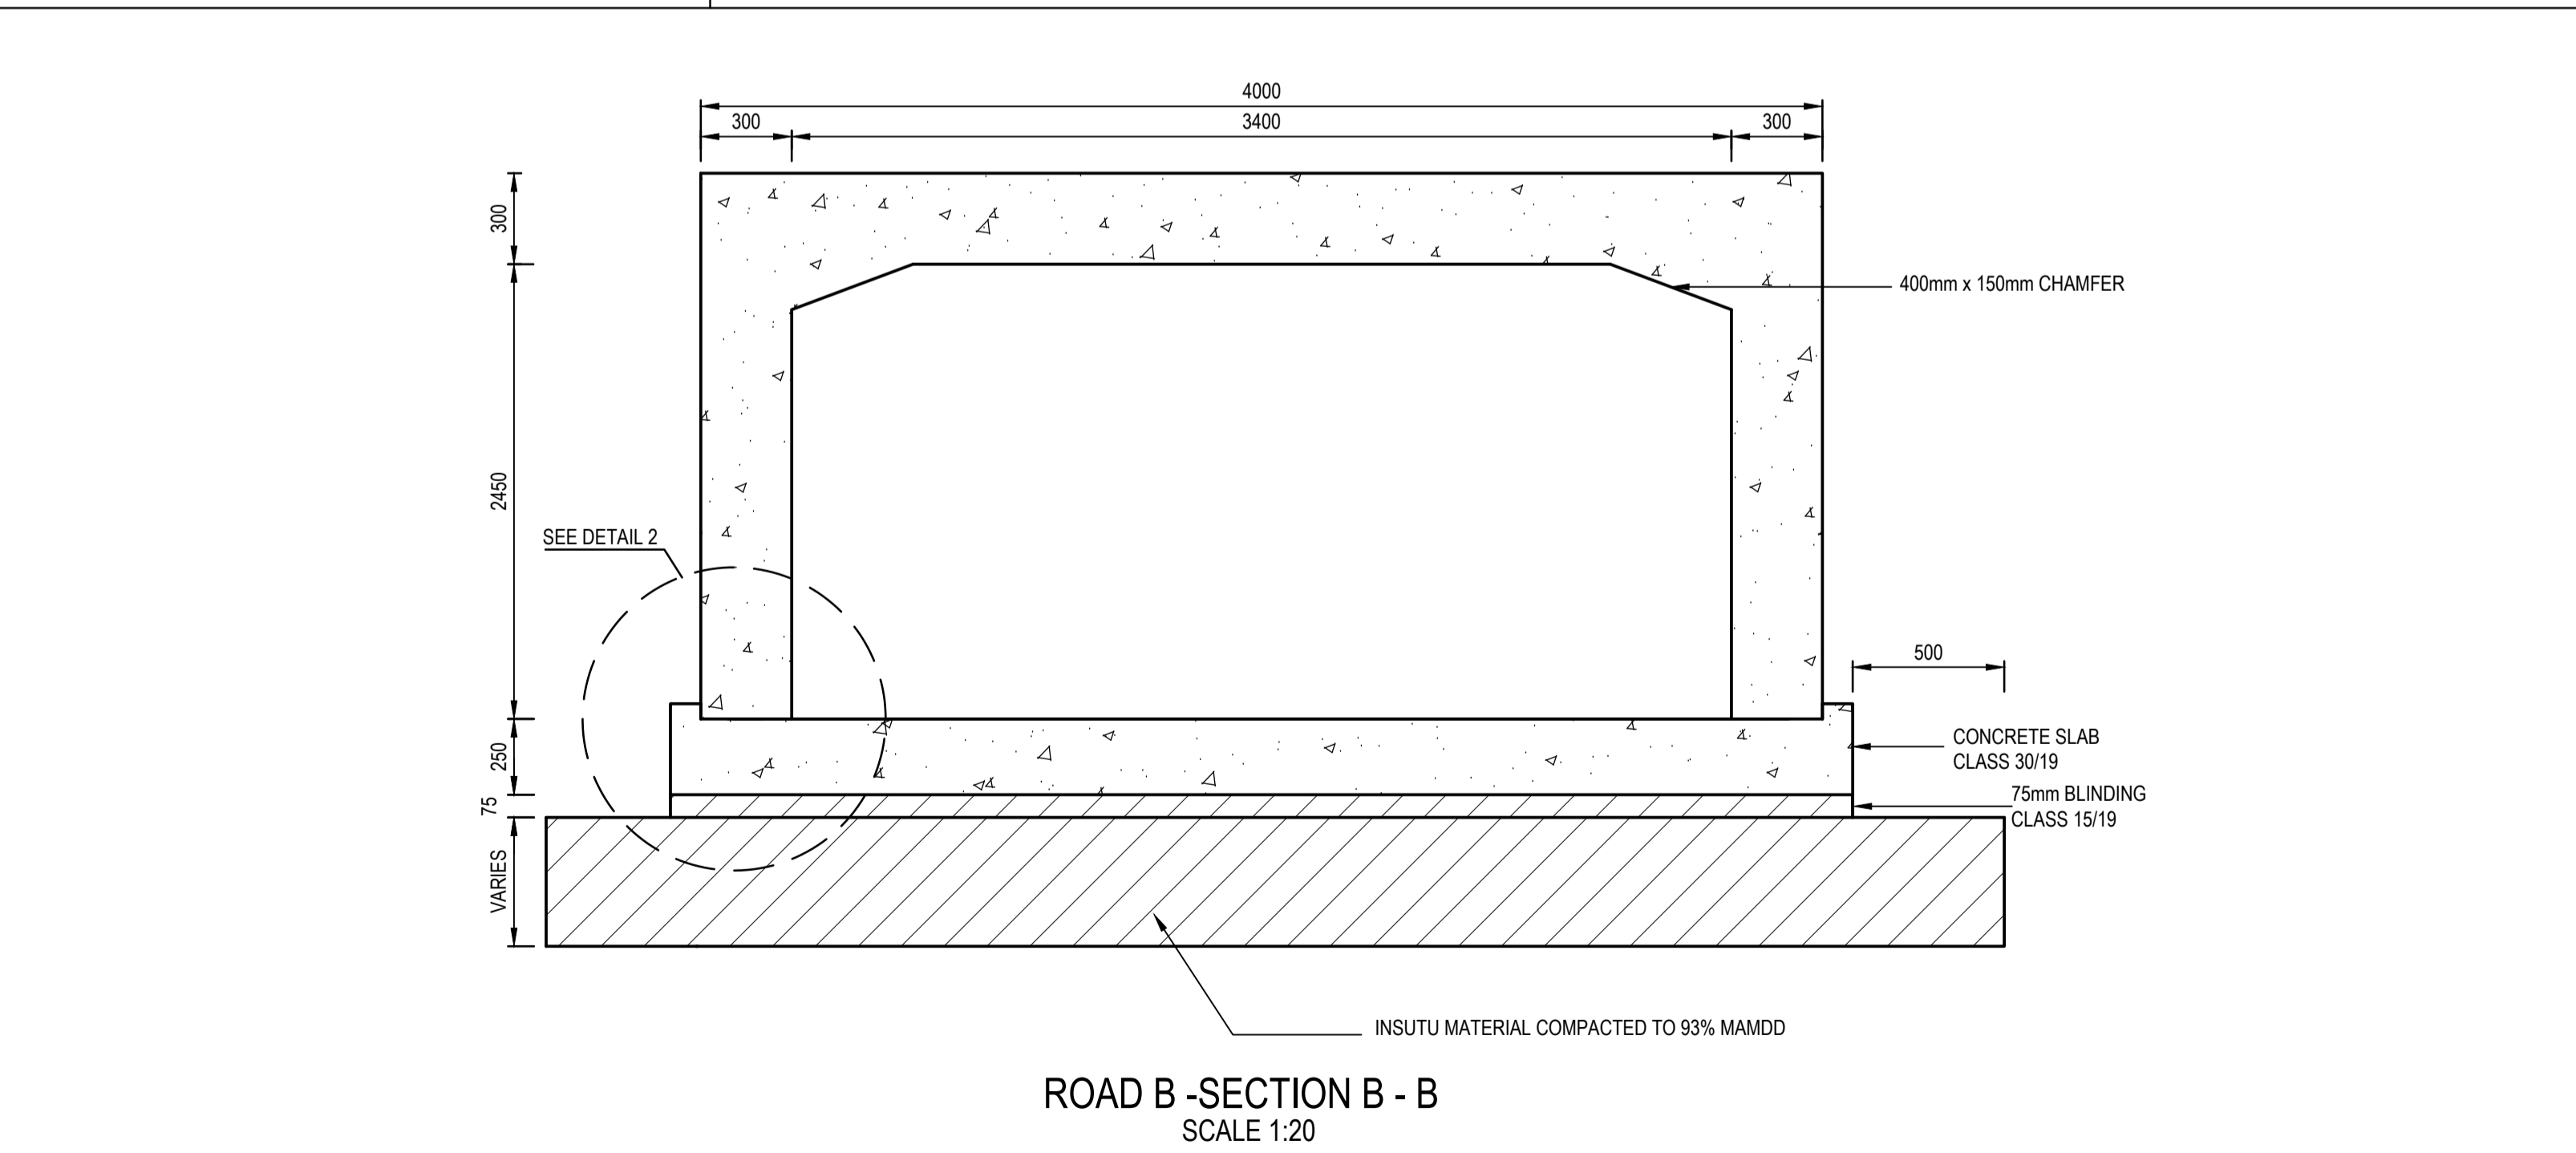 4000
300
3400
300
300
400mm x 150mm CHAMFER
2450
SEE DETAIL 2
500
250
CONCRETE SLAB
CLASS 30/19
75
75mm BLINDING
CLASS 15/19
VARIES
INSUTU MATERIAL COMPACTED TO 93% MAMDD
ROAD B -SECTION B - B
SCALE 1:20